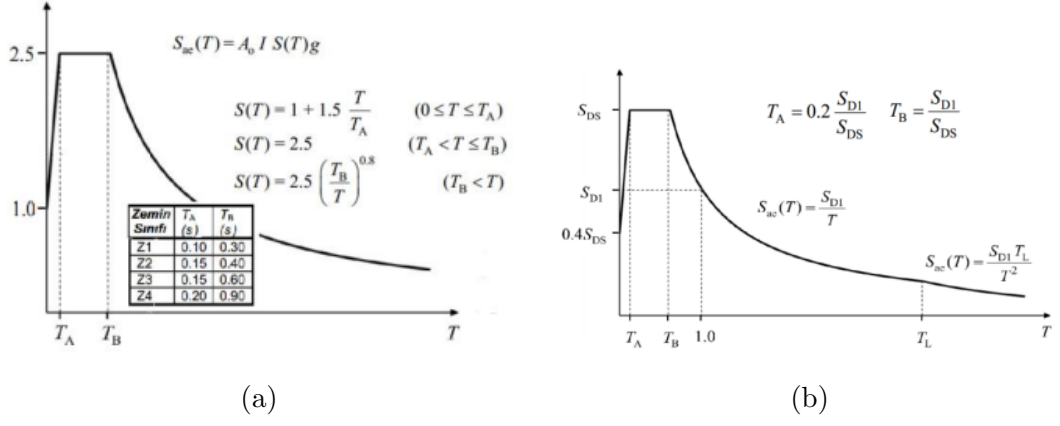 2.5
1.0
S_ae(T) = A_0 I S(T)g
S(T) = 1 + 1.5 T/T_A (0 ≤ T ≤ T_A)
S(T) = 2.5 (T_A < T ≤ T_B)
S(T) = 2.5 (T_B/T)^0.8 (T_B < T)
Zemin Sınıfı T_A (s) T_B (s)
Z1 0.10 0.30
Z2 0.15 0.40
Z3 0.15 0.60
Z4 0.20 0.90
T_A T_B T
(a)
S_DS
S_D1
0.4S_DS
T_A = 0.2 S_D1/S_DS T_B = S_D1/S_DS
S_ae(T) = S_D1/T
S_ae(T) = S_D1 T_L/T^2
T_A T_B 1.0 T_L T
(b)